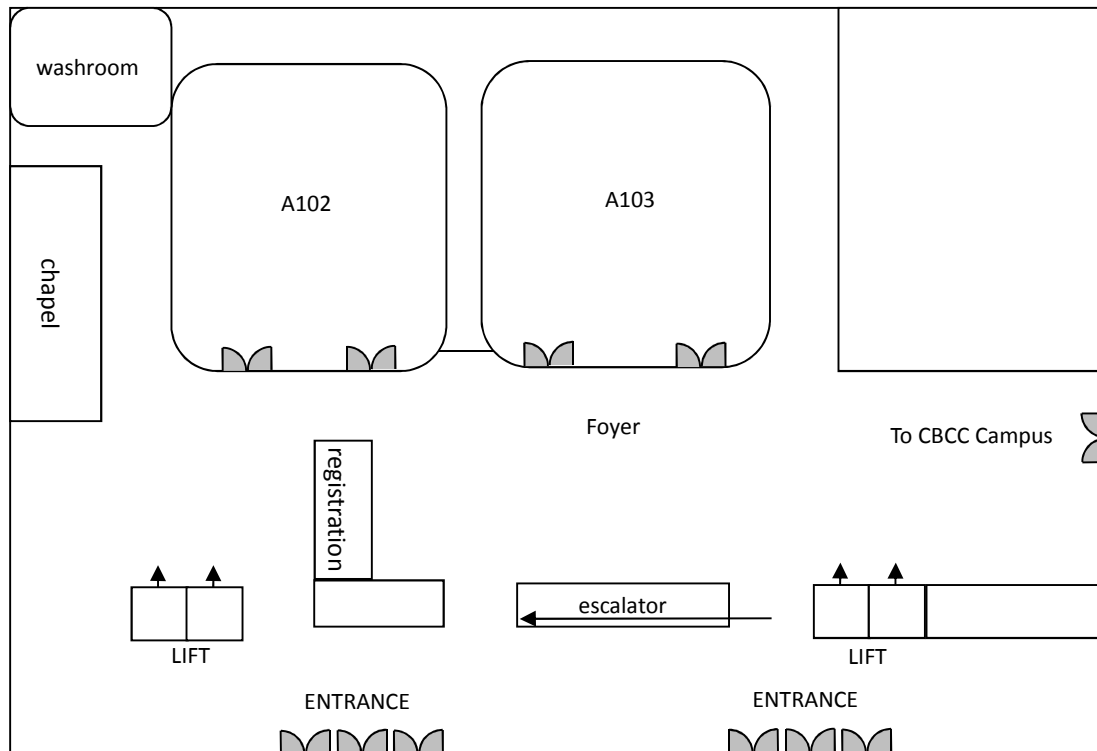 washroom
A102
A103
chapel
Foyer
To CBCC Campus
registration
escalator
LIFT
LIFT
ENTRANCE
ENTRANCE